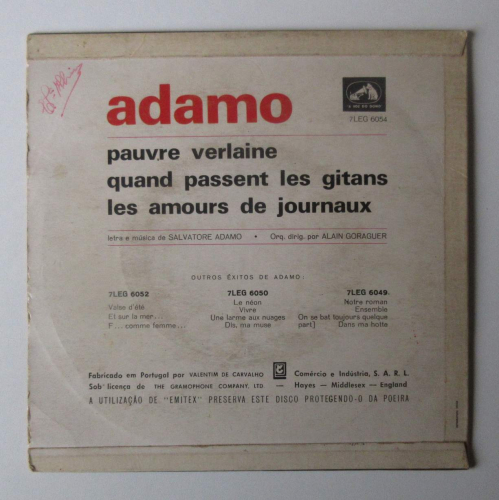 adamo
A VOZ DO DONO
7LEG 6054
pauvre verlaine
quand passent les gitans
les amours de journaux
letra e música de SALVATORE ADAMO • Orq. dirig. por ALAIN GORAGUER
OUTROS ÊXITOS DE ADAMO:
7LEG 6052 7LEG 6050 7LEG 6049
Valse d'été Le néon Notre roman
Et sur la mer... Vivre Ensemble
F... comme femme... Une larme aux nuages On se bat toujours quelque
Dis, ma muse part] Dans ma hotte
Fabricado em Portugal por VALENTIM DE CARVALHO Comércio e Indústria, S. A. R. L.
Sob licença de THE GRAMOPHONE COMPANY, LTD. — Hayes — Middlesex — England
A UTILIZAÇÃO DE "EMITEX" PRESERVA ESTE DISCO PROTEGENDO-O DA POEIRA